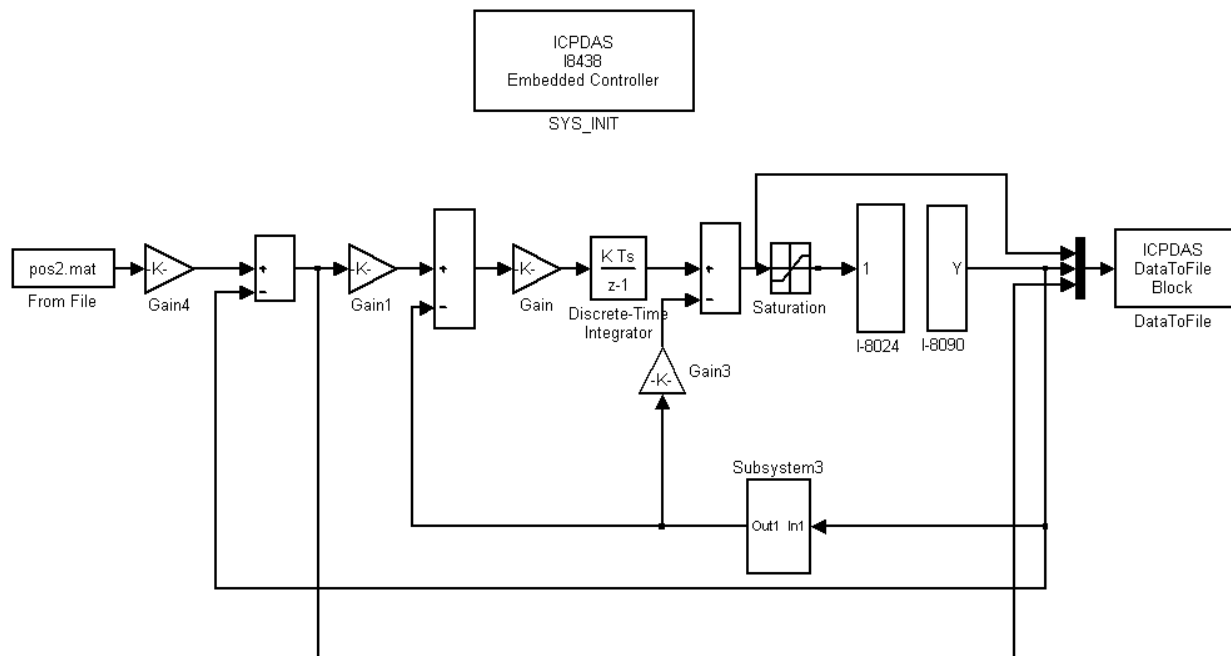 ICPDAS
I8438
Embedded Controller
SYS_INIT
pos2.mat
From File
-K-
Gain4
+
-
-K-
Gain1
+
-
-K-
Gain
K Ts
z-1
Discrete-Time
Integrator
+
-
Saturation
1
I-8024
Y
I-8090
ICPDAS
DataToFile
Block
DataToFile
-K-
Gain3
Subsystem3
Out1 In1